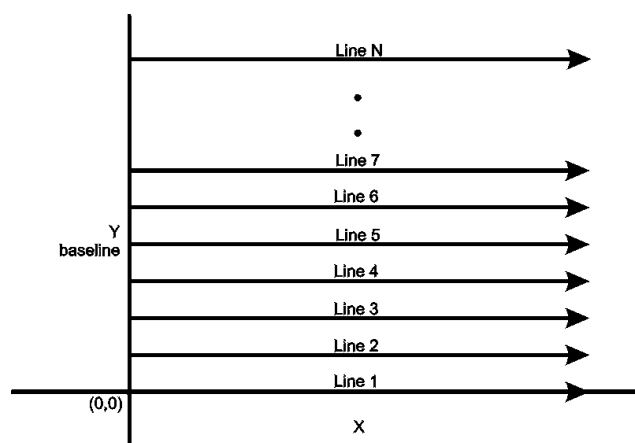 Line N
Line 7
Line 6
Y
baseline
Line 5
Line 4
Line 3
Line 2
Line 1
(0,0)
X